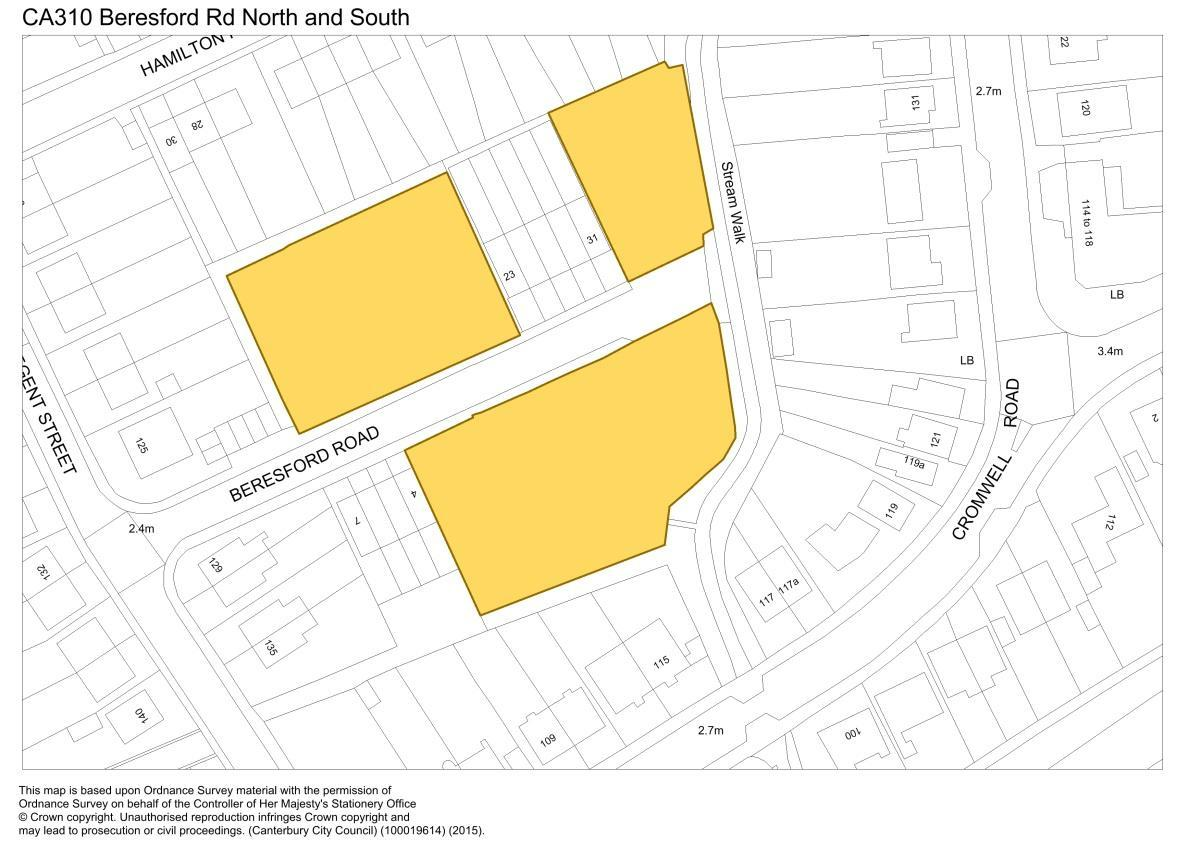 CA310 Beresford Rd North and South
HAMILTON
22
2.7m
131
120
28
30
Stream Walk
114 to 118
31
23
LB
3.4m
LB
GENT STREET
ROAD
2
125
BERESFORD ROAD
121
119a
4
CROMWELL
7
119
112
2.4m
129
132
117
117a
135
115
140
109
2.7m
100
This map is based upon Ordnance Survey material with the permission of
Ordnance Survey on behalf of the Controller of Her Majesty's Stationery Office
© Crown copyright. Unauthorised reproduction infringes Crown copyright and
may lead to prosecution or civil proceedings. (Canterbury City Council) (100019614) (2015).